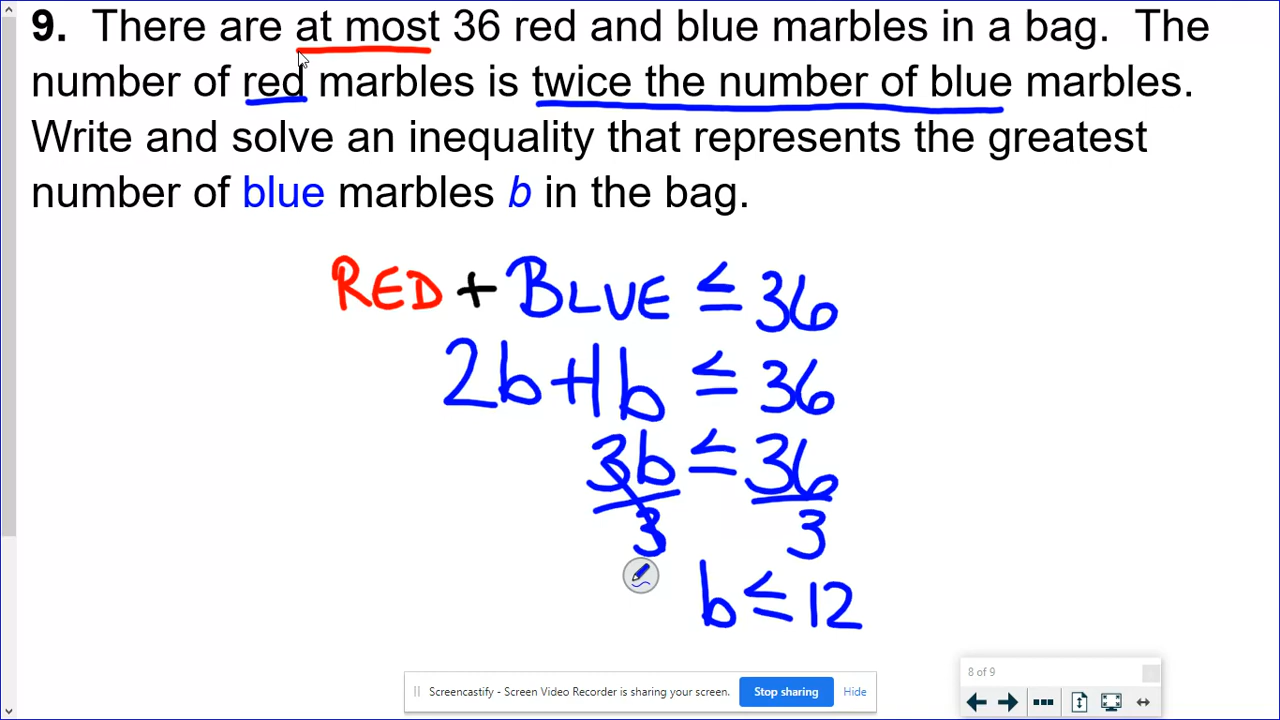 9. There are at most 36 red and blue marbles in a bag. The
number of red marbles is twice the number of blue marbles.
Write and solve an inequality that represents the greatest
number of blue marbles b in the bag.
RED + BLUE ≤ 36
2b + 1b ≤ 36
3b ≤ 36
3 3
b ≤ 12
Screencastify - Screen Video Recorder is sharing your screen. Stop sharing Hide
8 of 9